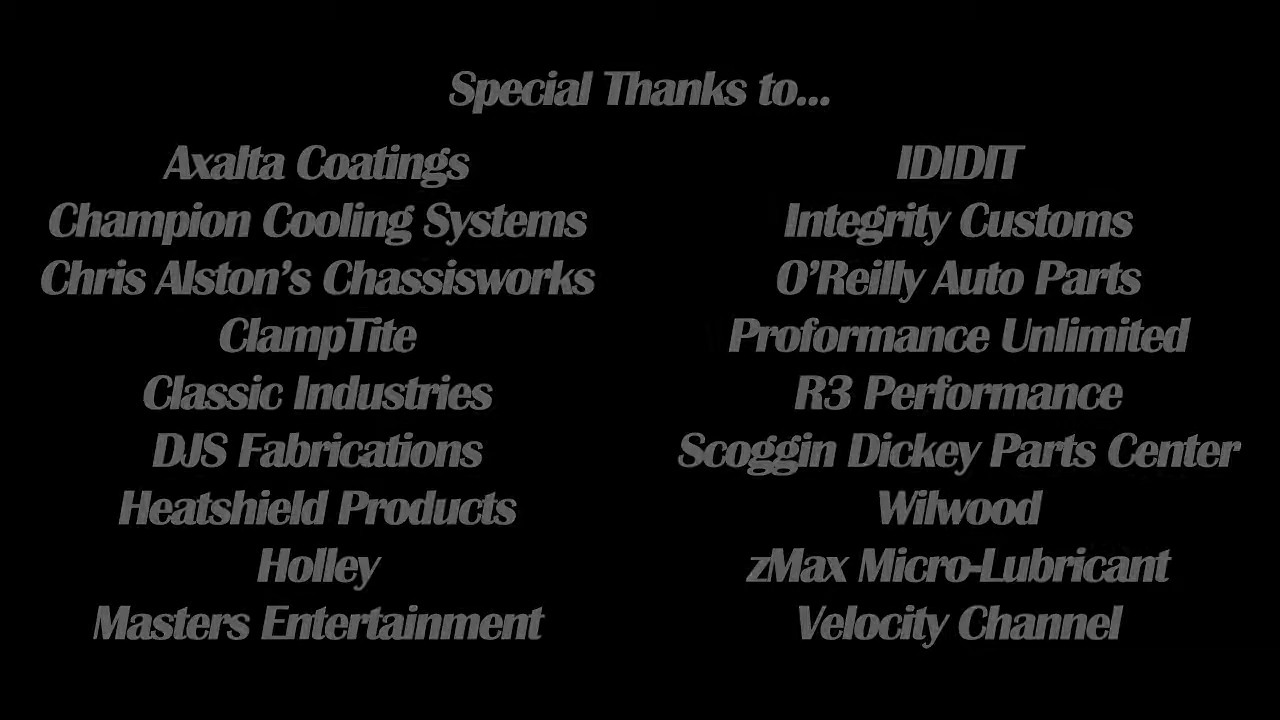 Special Thanks to...
Axalta Coatings
Champion Cooling Systems
Chris Alston's Chassisworks
ClampTite
Classic Industries
DJS Fabrications
Heatshield Products
Holley
Masters Entertainment
IDIDIT
Integrity Customs
O'Reilly Auto Parts
Proformance Unlimited
R3 Performance
Scoggin Dickey Parts Center
Wilwood
zMax Micro-Lubricant
Velocity Channel